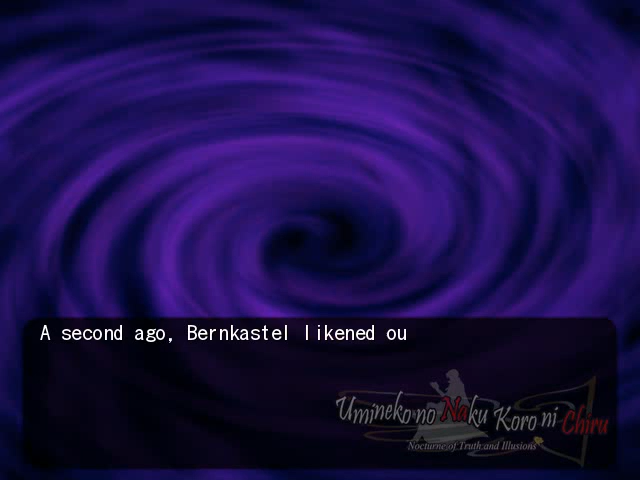 A second ago, Bernkastel likened ou
Umineko no Naku Koro ni Chiru
Nocturne of Truth and Illusions